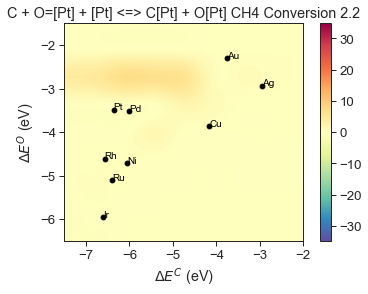 C + O=[Pt] + [Pt] <=> C[Pt] + O[Pt] CH4 Conversion 2.2
−2
−3
−4
−5
−6
ΔE^O (eV)
Au
Ag
Pt
Pd
Cu
Rh
Ni
Ru
Ir
−7 −6 −5 −4 −3 −2
ΔE^C (eV)
30
20
10
0
−10
−20
−30